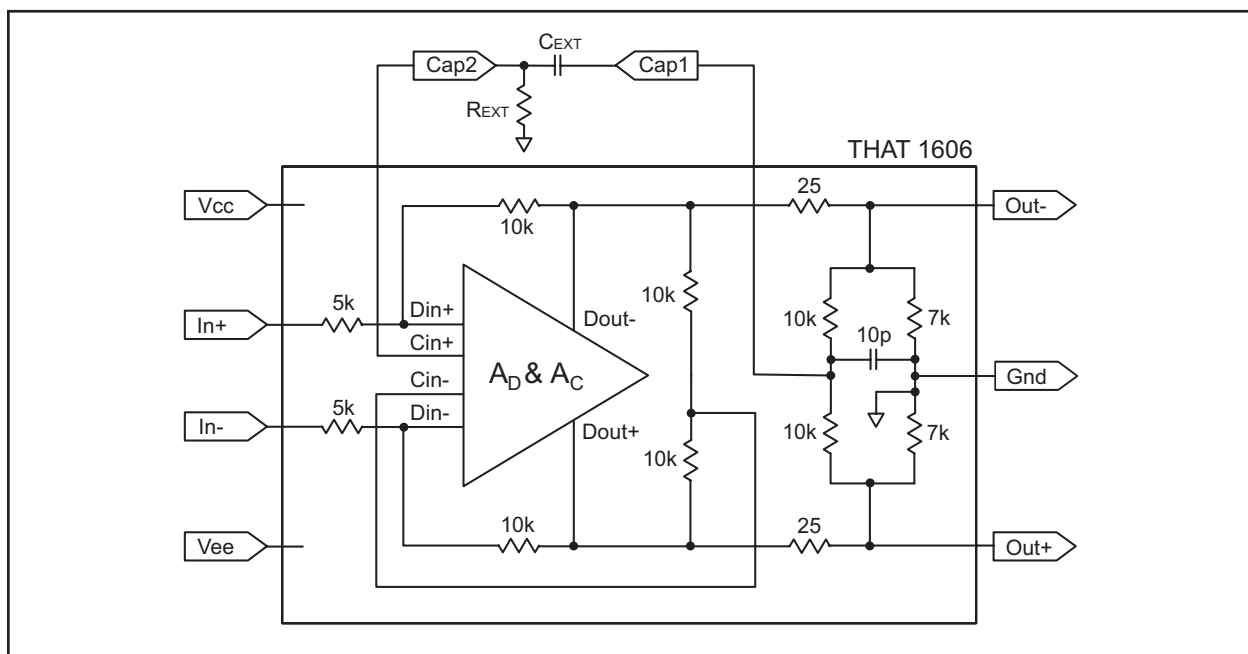 CEXT
Cap2
Cap1
REXT
THAT 1606
Vcc
25
Out-
10k
10k
10k
7k
5k
Din+
Dout-
10p
In+
Cin+
AD & AC
Gnd
Cin-
5k
Din-
Dout+
In-
10k
10k
7k
10k
25
Vee
Out+